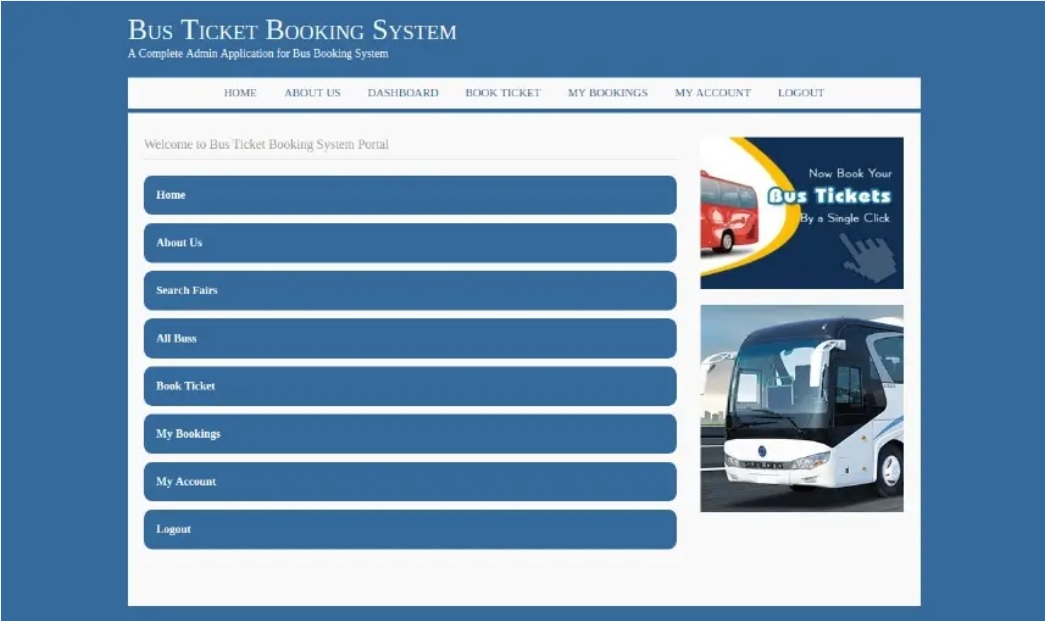 Bus Ticket Booking System
A Complete Admin Application for Bus Booking System
HOME ABOUT US DASHBOARD BOOK TICKET MY BOOKINGS MY ACCOUNT LOGOUT
Welcome to Bus Ticket Booking System Portal
Home
About Us
Search Fairs
All Buss
Book Ticket
My Bookings
My Account
Logout
Now Book Your
Bus Tickets
By a Single Click